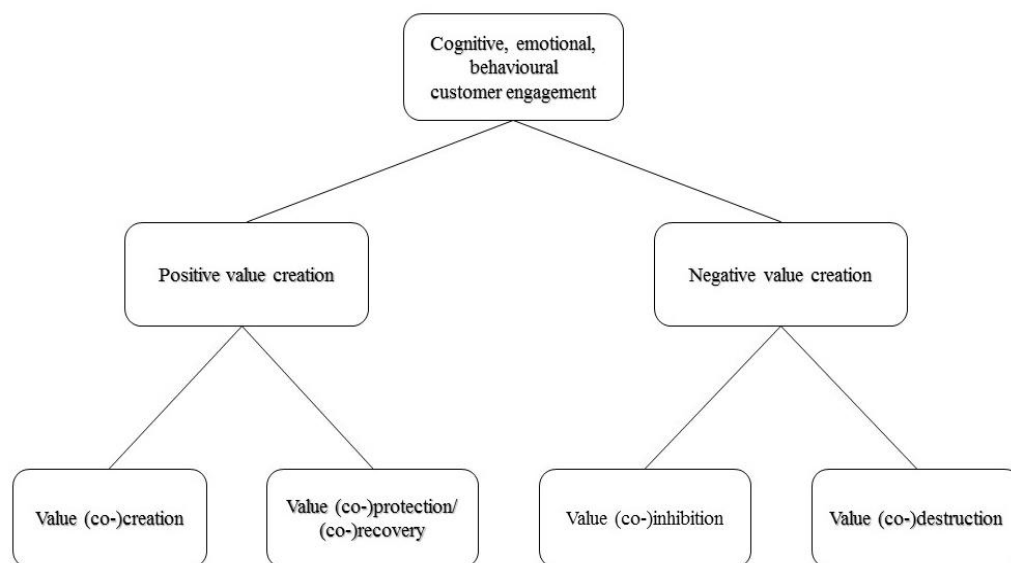 Cognitive, emotional,
behavioural
customer engagement
Positive value creation
Negative value creation
Value (co-)creation
Value (co-)protection/
(co-)recovery
Value (co-)inhibition
Value (co-)destruction